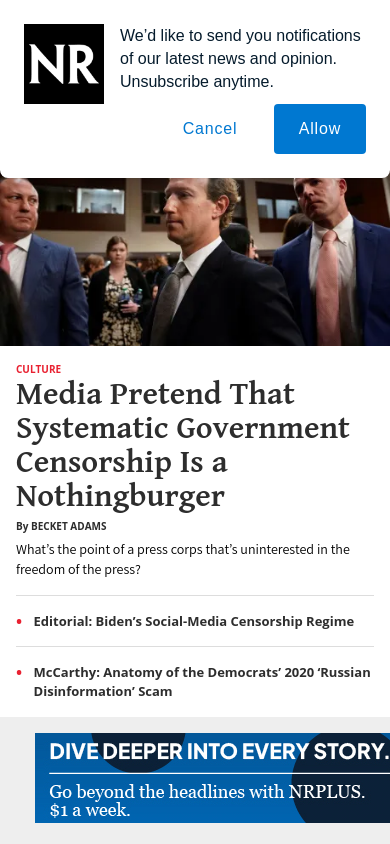 NR
We’d like to send you notifications
of our latest news and opinion.
Unsubscribe anytime.
Cancel
Allow
CULTURE
Media Pretend That
Systematic Government
Censorship Is a
Nothingburger
By BECKET ADAMS
What’s the point of a press corps that’s uninterested in the
freedom of the press?
• Editorial: Biden’s Social-Media Censorship Regime
• McCarthy: Anatomy of the Democrats’ 2020 ‘Russian
Disinformation’ Scam
DIVE DEEPER INTO EVERY STORY.
Go beyond the headlines with NRPLUS.
$1 a week.